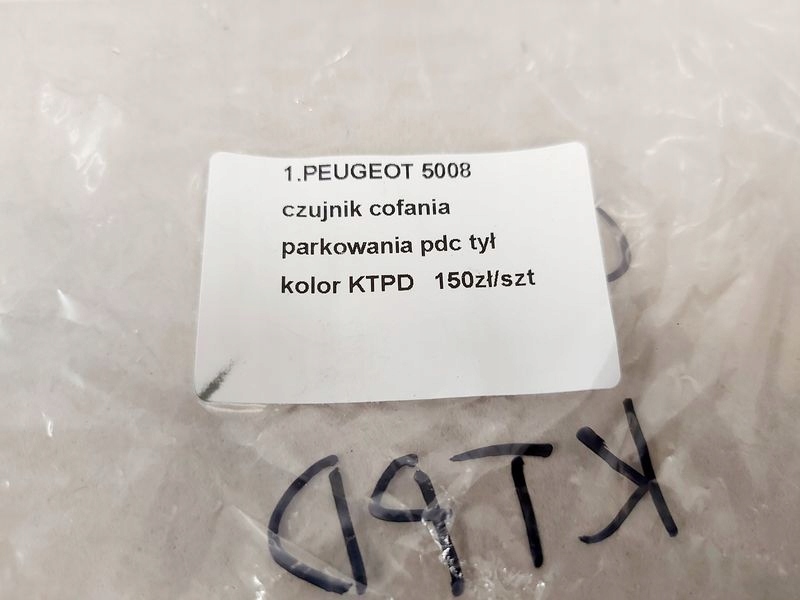 1.PEUGEOT 5008
czujnik cofania
parkowania pdc tył
kolor KTPD 150zł/szt
KTPD